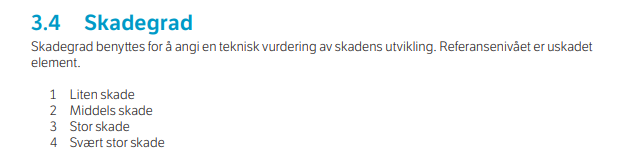 3.4 Skadegrad
Skadegrad benyttes for å angi en teknisk vurdering av skadens utvikling. Referansenivået er uskadet
element.
1 Liten skade
2 Middels skade
3 Stor skade
4 Svært stor skade